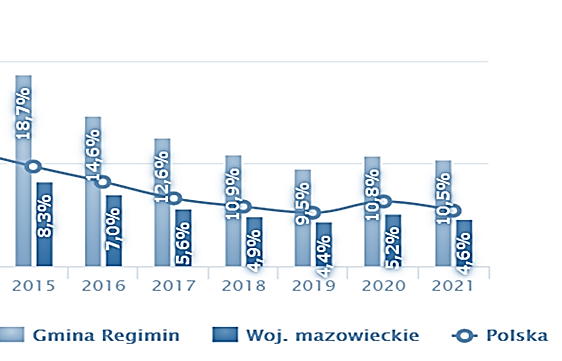 18,7% 14,6% 12,6% 10,9% 9,5% 10,8% 10,5%
8,3% 7,0% 5,6% 4,9% 4,4% 5,2% 4,6%
2015 2016 2017 2018 2019 2020 2021
Gmina Regimin Woj. mazowieckie Polska